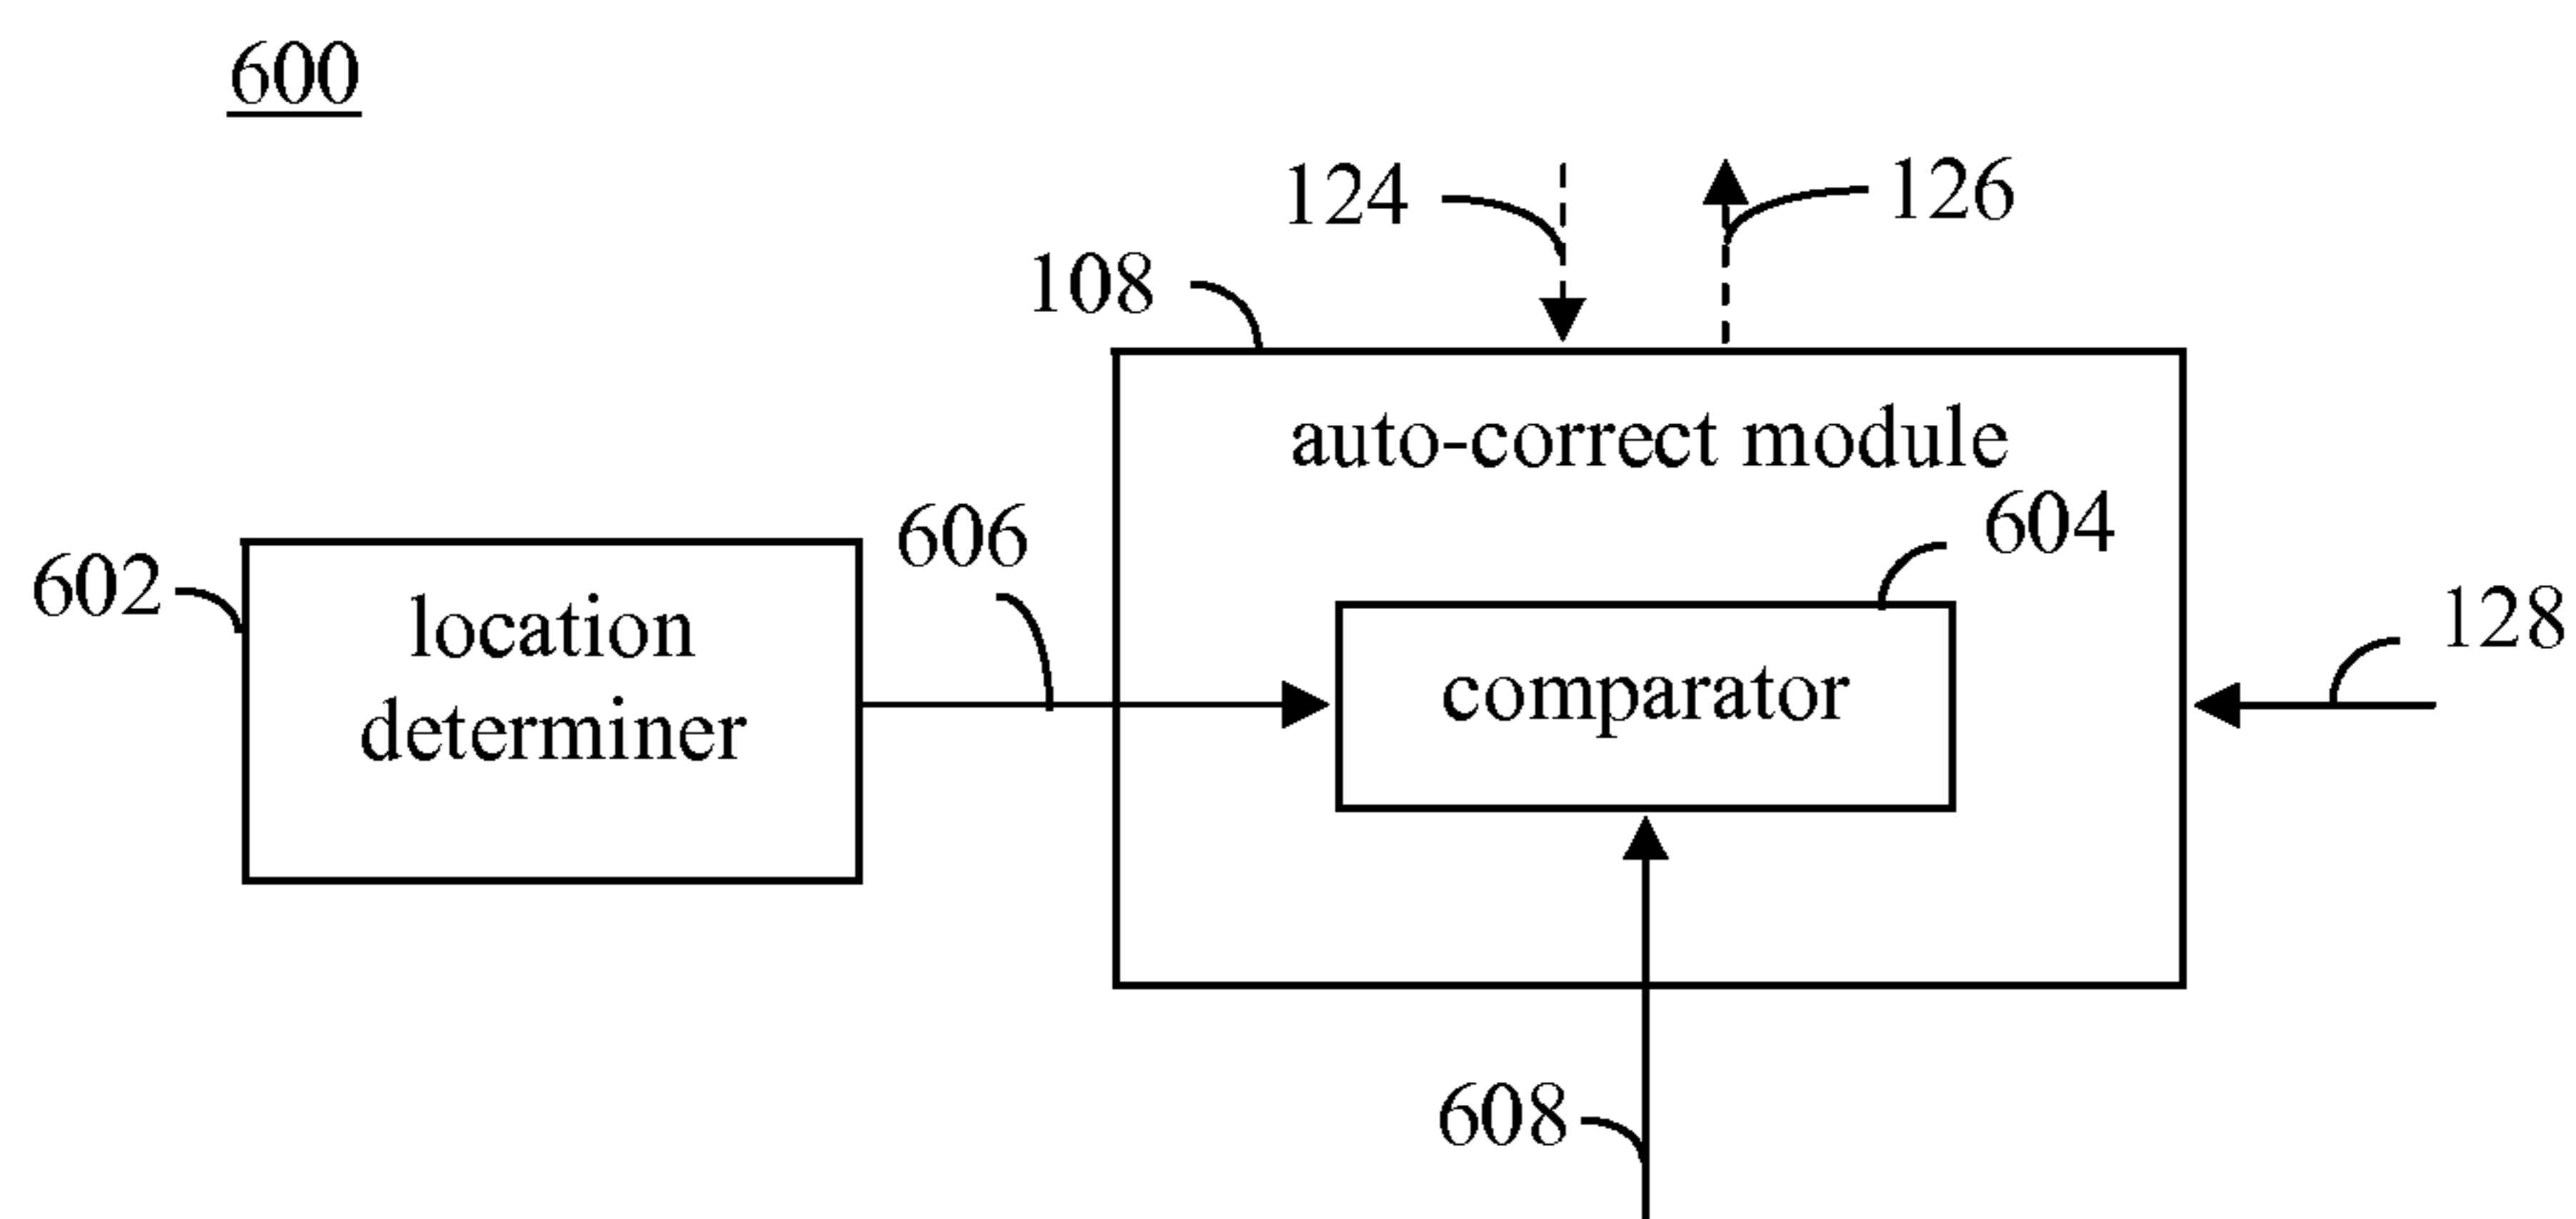 600
124
126
108
auto-correct module
606
604
602
location
determiner
comparator
128
608